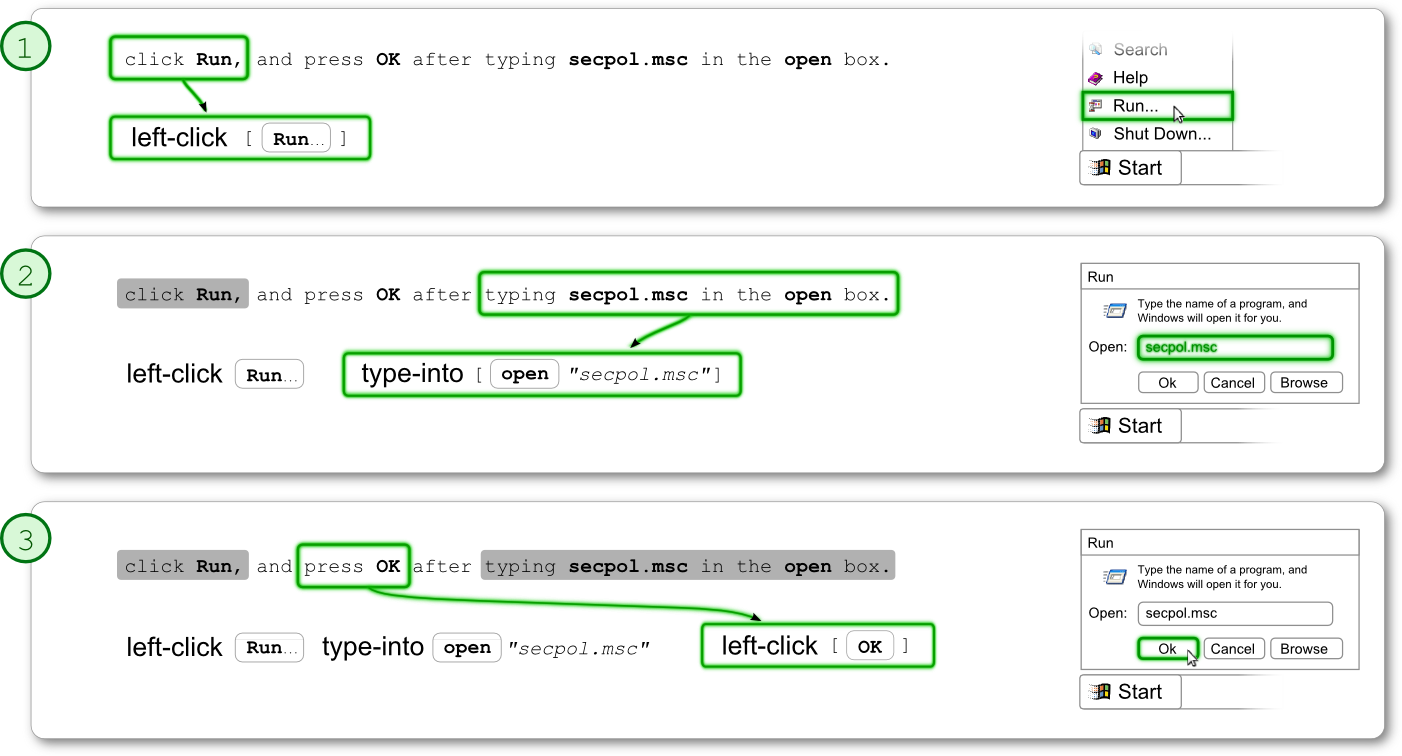 1
click Run, and press OK after typing secpol.msc in the open box.
left-click [ Run... ]
Search
Help
Run...
Shut Down...
Start
2
click Run, and press OK after typing secpol.msc in the open box.
left-click Run... type-into [ open "secpol.msc"]
Run
Type the name of a program, and
Windows will open it for you.
Open: secpol.msc
Ok Cancel Browse
Start
3
click Run, and press OK after typing secpol.msc in the open box.
left-click Run... type-into open "secpol.msc" left-click [ OK ]
Run
Type the name of a program, and
Windows will open it for you.
Open: secpol.msc
Ok Cancel Browse
Start